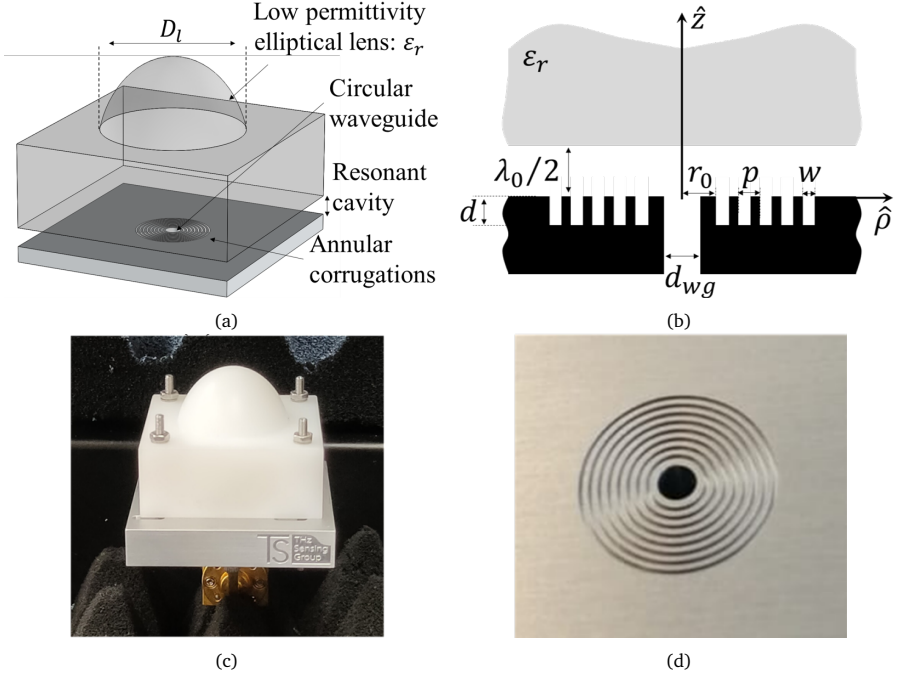 D_l
Low permittivity
elliptical lens: ε_r
Circular
waveguide
Resonant
cavity
Annular
corrugations
(a)
ẑ
ε_r
λ_0/2
r_0
p
w
d
ρ̂
d_wg
(b)
TS
THz
Sensing
Group
(c)
(d)